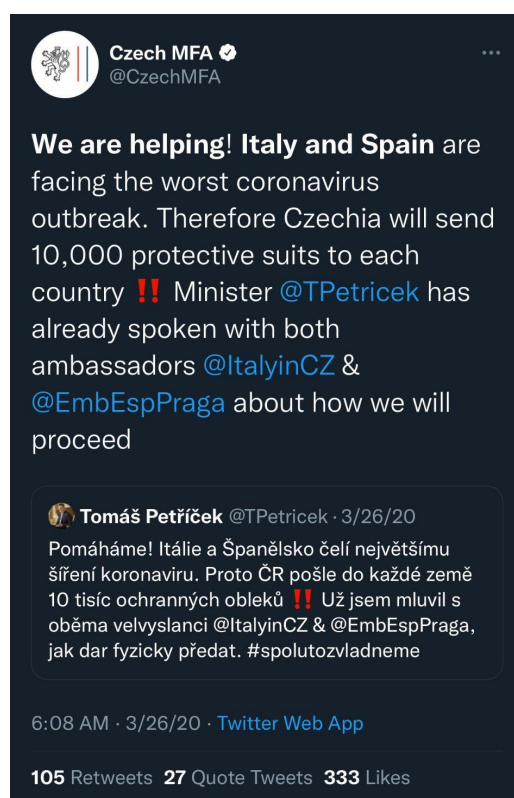 Czech MFA
@CzechMFA
We are helping! Italy and Spain are
facing the worst coronavirus
outbreak. Therefore Czechia will send
10,000 protective suits to each
country ‼️ Minister @TPetricek has
already spoken with both
ambassadors @ItalyinCZ &
@EmbEspPraga about how we will
proceed
Tomáš Petříček @TPetricek · 3/26/20
Pomáháme! Itálie a Španělsko čelí největšímu
šíření koronaviru. Proto ČR pošle do každé země
10 tisíc ochranných obleků ‼️ Už jsem mluvil s
oběma velvyslanci @ItalyinCZ & @EmbEspPraga,
jak dar fyzicky předat. #spolutozvladneme
6:08 AM · 3/26/20 · Twitter Web App
105 Retweets 27 Quote Tweets 333 Likes